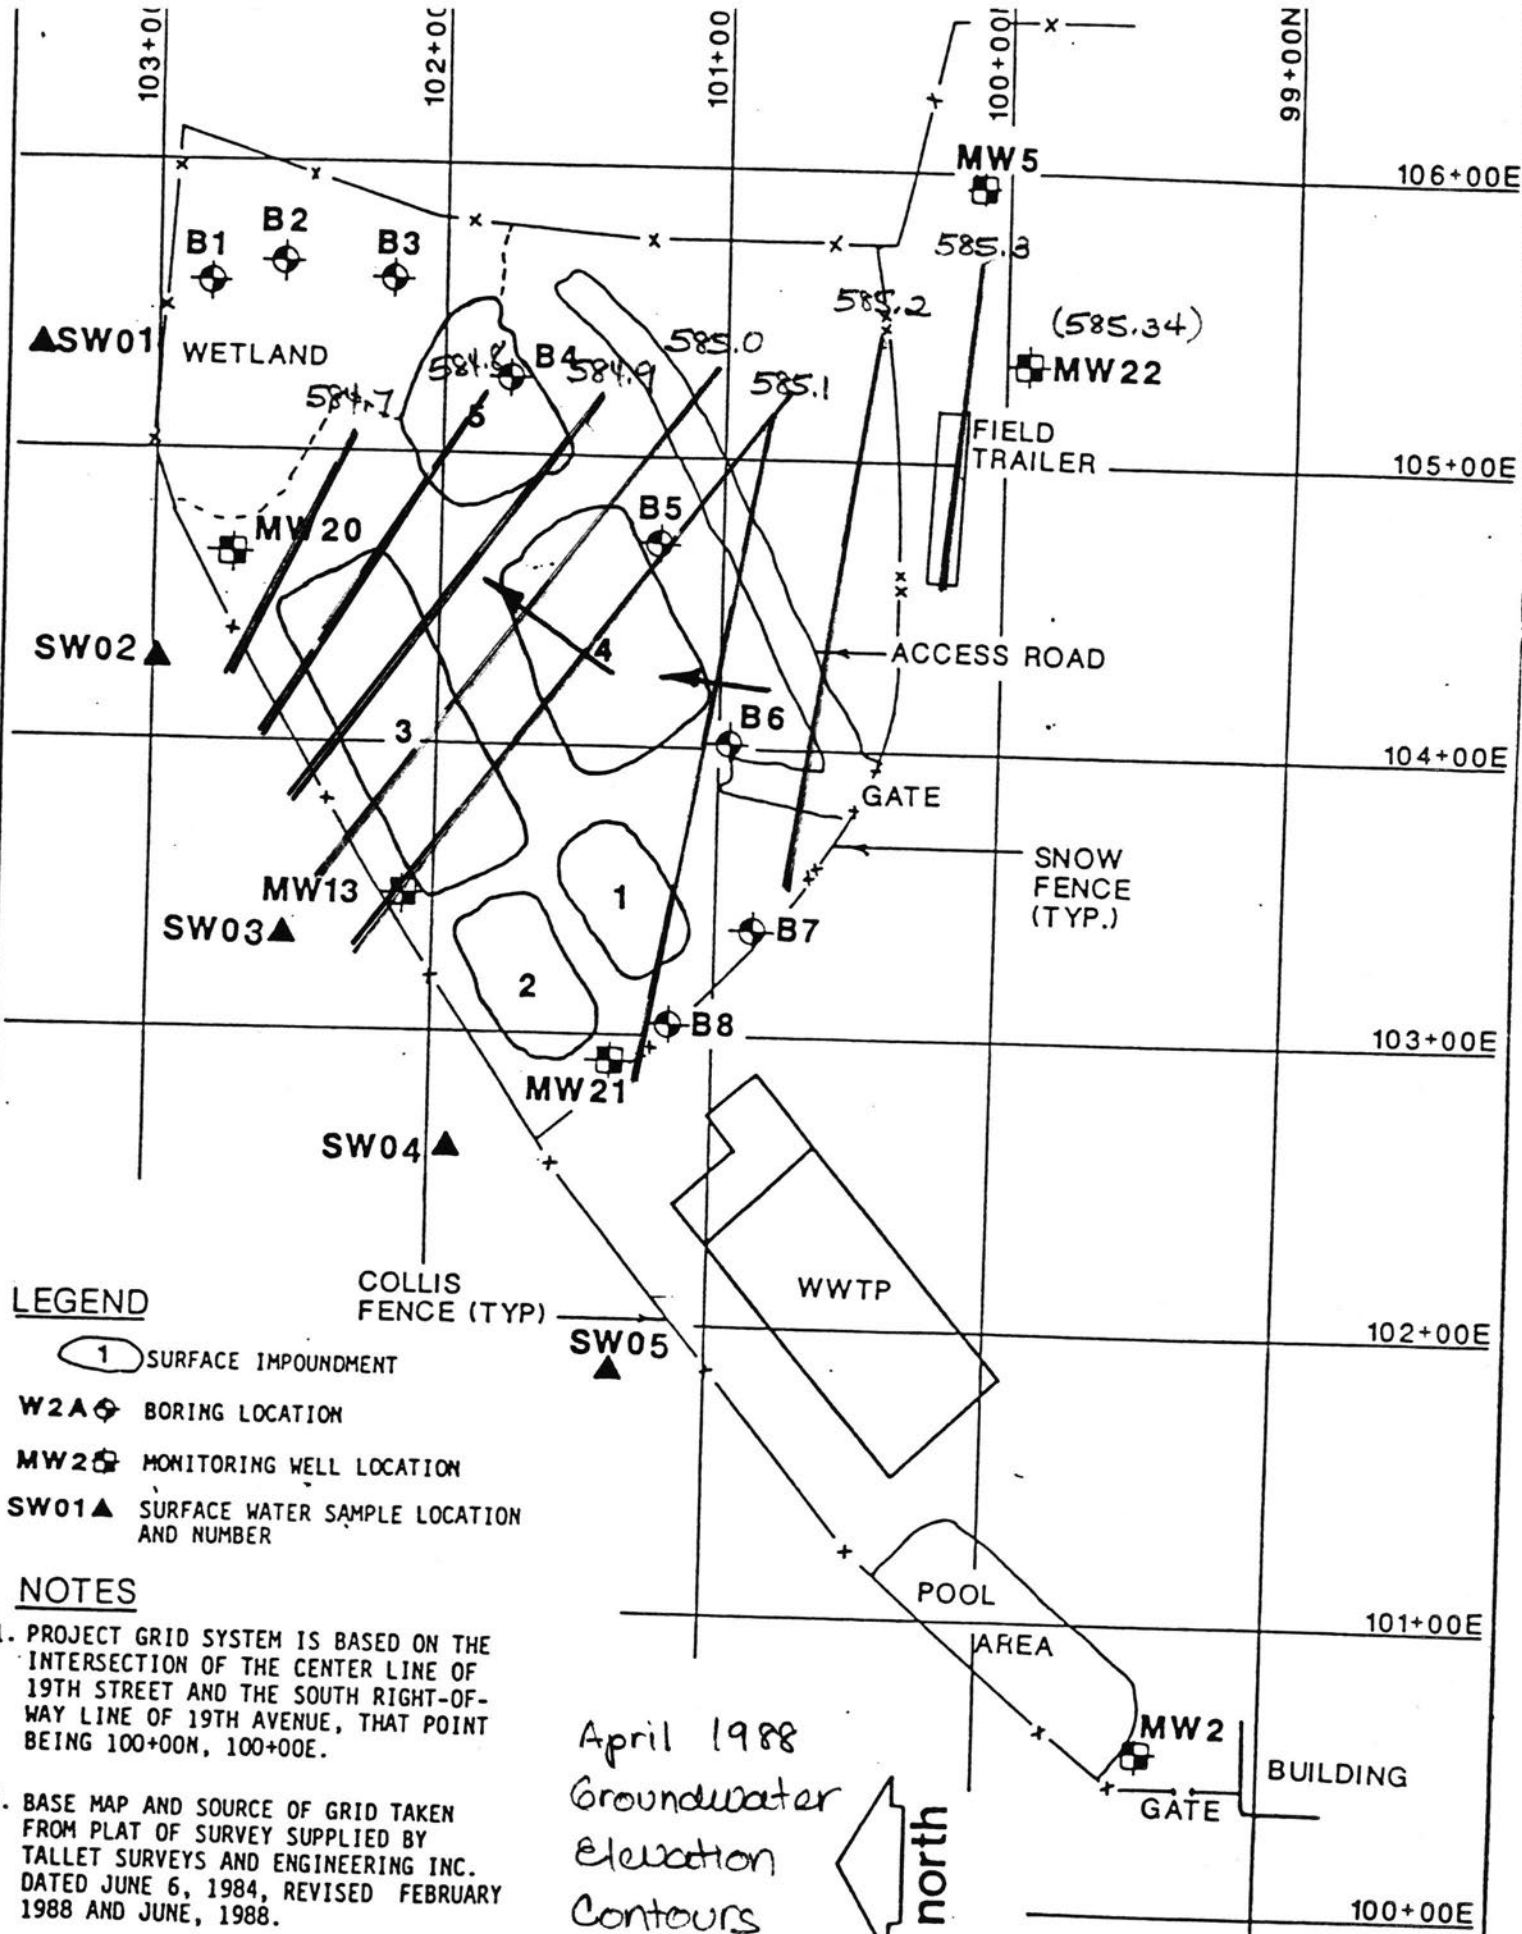 103+00
102+00
101+00
100+00
99+00N
MW5
106+00E
B1
B2
B3
585.3
585.2
(585.34)
SW01
WETLAND
584.8
B4
584.9
585.0
585.1
MW22
584.7
5
FIELD
TRAILER
105+00E
MW20
B5
SW02
4
ACCESS ROAD
3
B6
104+00E
GATE
SNOW
FENCE
(TYP.)
MW13
1
SW03
B7
2
B8
103+00E
MW21
SW04
WWTP
COLLIS
FENCE (TYP)
102+00E
SW05
LEGEND
1 SURFACE IMPOUNDMENT
W2A BORING LOCATION
MW2 MONITORING WELL LOCATION
SW01 SURFACE WATER SAMPLE LOCATION
AND NUMBER
POOL
AREA
101+00E
MW2
BUILDING
GATE
NOTES
1. PROJECT GRID SYSTEM IS BASED ON THE
INTERSECTION OF THE CENTER LINE OF
19TH STREET AND THE SOUTH RIGHT-OF-
WAY LINE OF 19TH AVENUE, THAT POINT
BEING 100+00N, 100+00E.
. BASE MAP AND SOURCE OF GRID TAKEN
FROM PLAT OF SURVEY SUPPLIED BY
TALLET SURVEYS AND ENGINEERING INC.
DATED JUNE 6, 1984, REVISED FEBRUARY
1988 AND JUNE, 1988.
April 1988
Groundwater
Elevation
Contours
north
100+00E